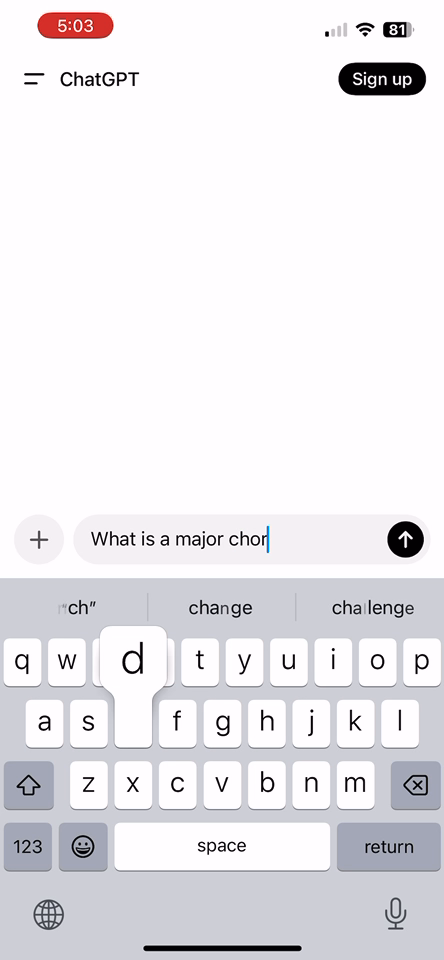 5:03
81
ChatGPT
Sign up
What is a major chor
ch"
change
challenge
q w d t y u i o p
a s f g h j k l
z x c v b n m
123 space return